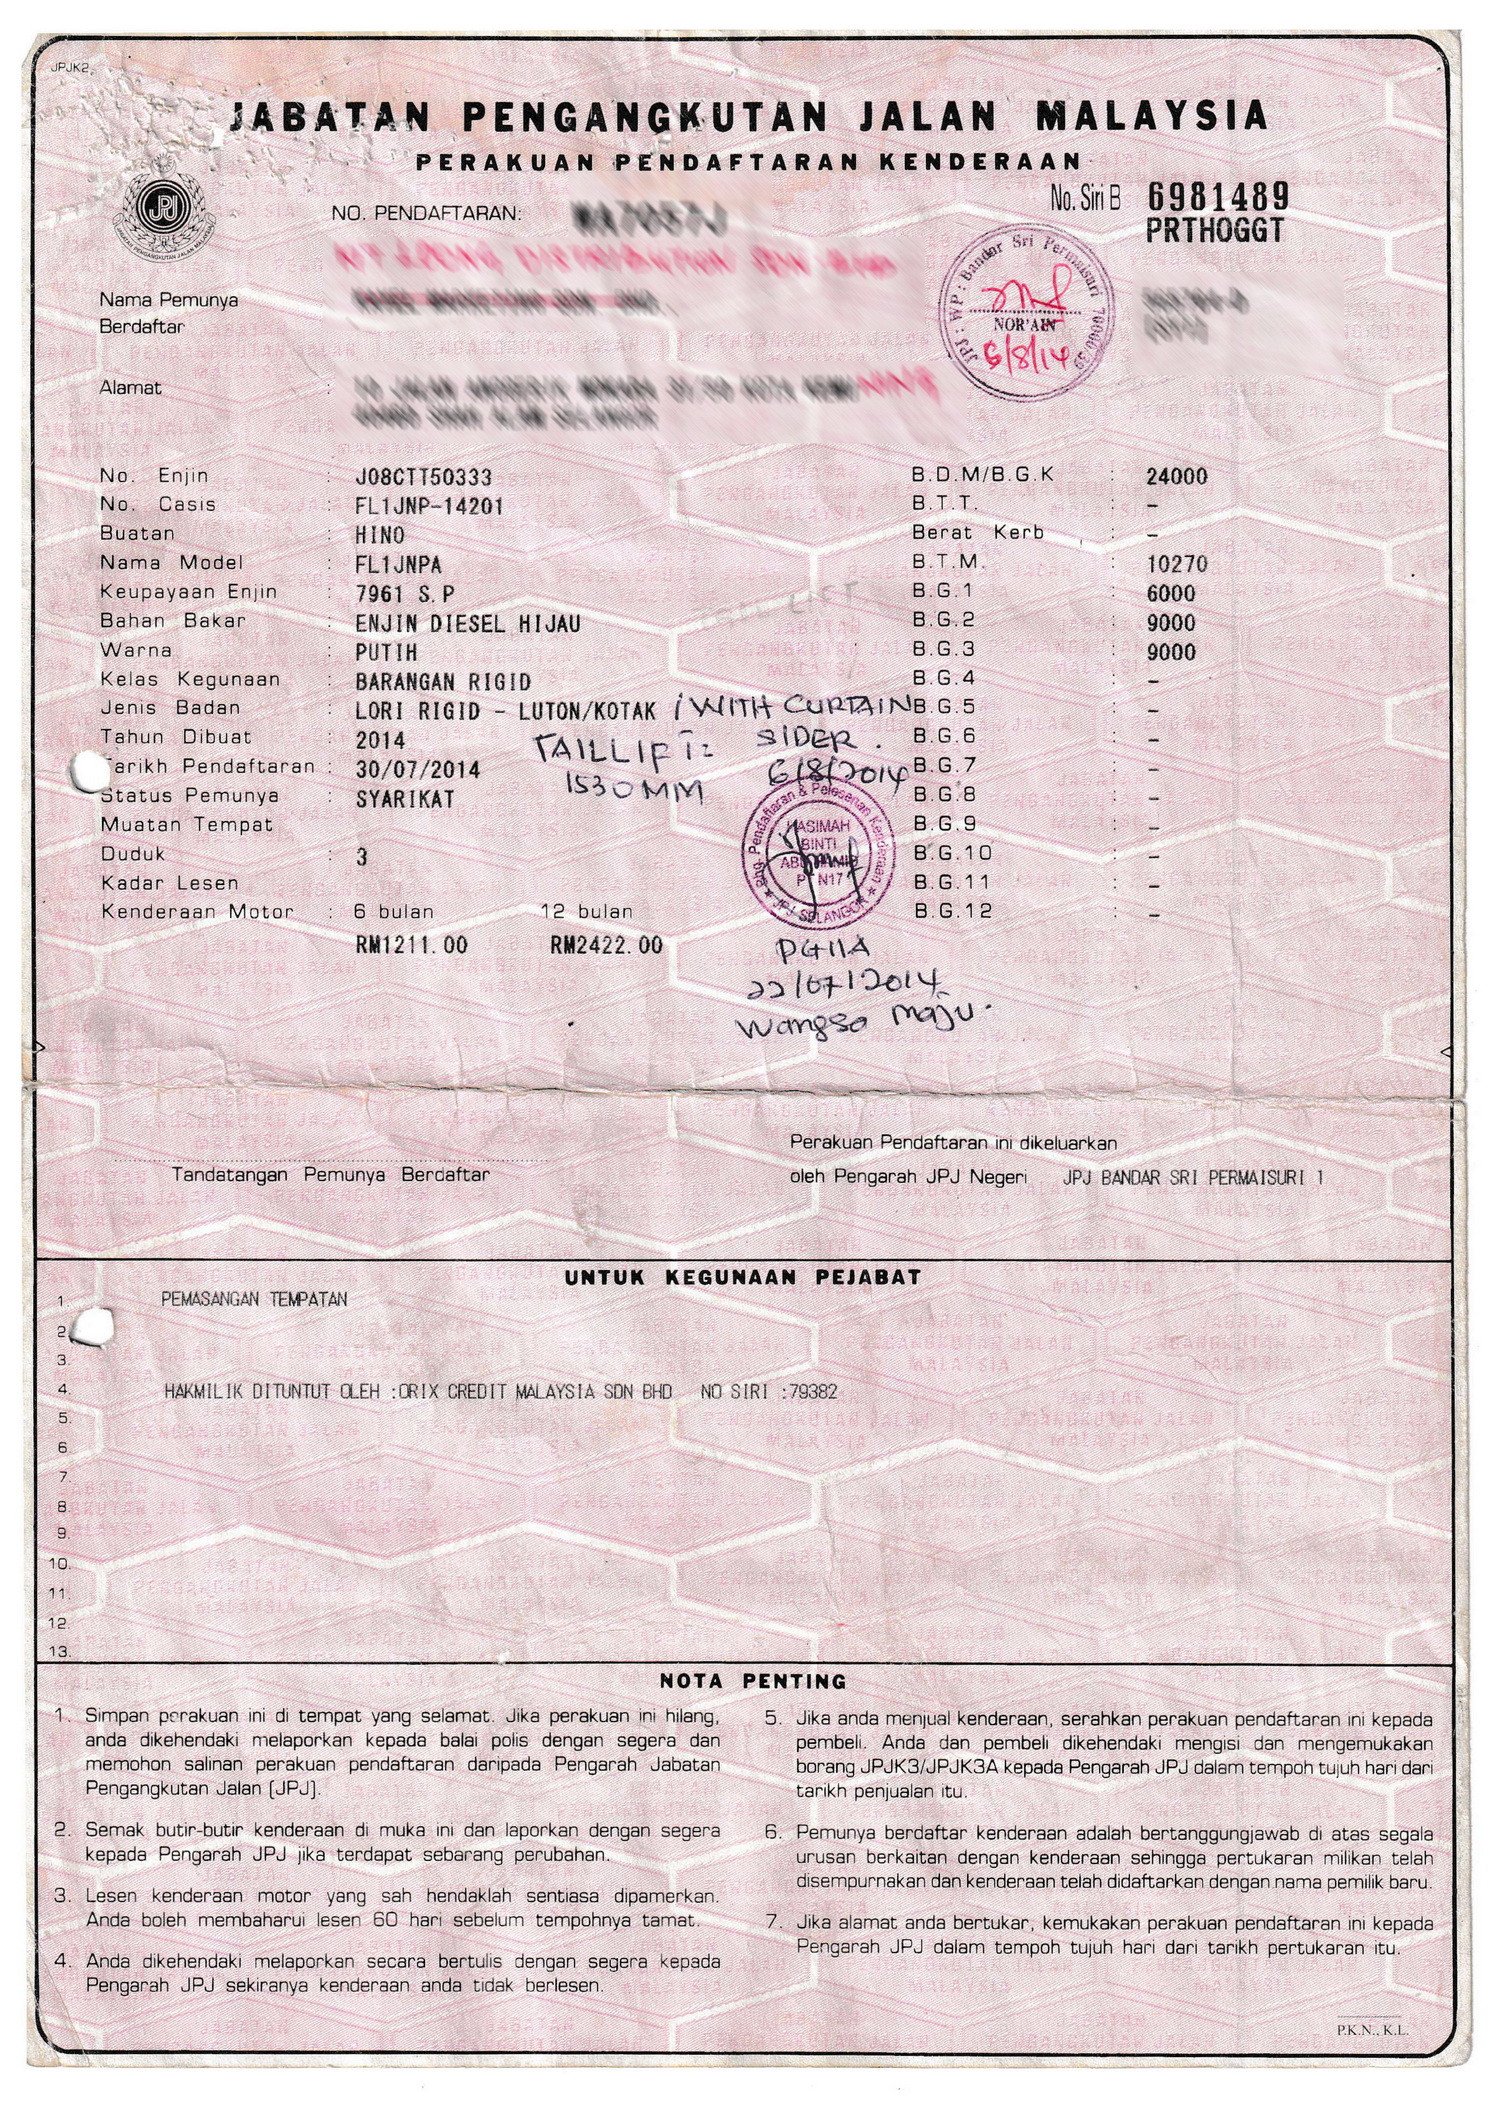 JPJK2.
JABATAN PENGANGKUTAN JALAN MALAYSIA
PERAKUAN PENDAFTARAN KENDERAAN
NO. PENDAFTARAN:
No. Siri B 6981489
PRTHOGGT
JPJ
JPJ : WP : Bandar Sri Permaisuri
NOR'AIN
6/8/14
Nama Pemunya
Berdaftar
Alamat :
No. Enjin : J08CTT50333
No. Casis : FL1JNP-14201
Buatan : HINO
Nama Model : FL1JNPA
Keupayaan Enjin : 7961 S.P
Bahan Bakar : ENJIN DIESEL HIJAU
Warna : PUTIH
Kelas Kegunaan : BARANGAN RIGID
Jenis Badan : LORI RIGID - LUTON/KOTAK / WITH CURTAIN
SIDER.
Tahun Dibuat : 2014
TAILLIFT:
1530MM
6/8/2014
Tarikh Pendaftaran : 30/07/2014
Status Pemunya : SYARIKAT
Muatan Tempat
Duduk : 3
Kadar Lesen
Kenderaan Motor : 6 bulan 12 bulan
RM1211.00 RM2422.00
B.D.M/B.G.K : 24000
B.T.T. : -
Berat Kerb : -
B.T.M. : 10270
B.G.1 : 6000
B.G.2 : 9000
B.G.3 : 9000
B.G.4 : -
B.G.5 : -
B.G.6 : -
B.G.7 : -
B.G.8 : -
B.G.9 : -
B.G.10 : -
B.G.11 : -
B.G.12 : -
Bhg. Pendaftaran & Pelesenan Kenderaan
HASIMAH
BINTI
N17
JPJ SELANGOR
PG11A
22/07/2014
Wangsa Maju.
Tandatangan Pemunya Berdaftar
Perakuan Pendaftaran ini dikeluarkan
oleh Pengarah JPJ Negeri JPJ BANDAR SRI PERMAISURI 1
UNTUK KEGUNAAN PEJABAT
1. PEMASANGAN TEMPATAN
2.
3.
4. HAKMILIK DITUNTUT OLEH :ORIX CREDIT MALAYSIA SDN BHD NO SIRI :79382
5.
6.
7.
8.
9.
10.
11.
12.
13.
NOTA PENTING
1. Simpan perakuan ini di tempat yang selamat. Jika perakuan ini hilang,
anda dikehendaki melaporkan kepada balai polis dengan segera dan
memohon salinan perakuan pendaftaran daripada Pengarah Jabatan
Pengangkutan Jalan (JPJ).
2. Semak butir-butir kenderaan di muka ini dan laporkan dengan segera
kepada Pengarah JPJ jika terdapat sebarang perubahan.
3. Lesen kenderaan motor yang sah hendaklah sentiasa dipamerkan.
Anda boleh membaharui lesen 60 hari sebelum tempohnya tamat.
4. Anda dikehendaki melaporkan secara bertulis dengan segera kepada
Pengarah JPJ sekiranya kenderaan anda tidak berlesen.
5. Jika anda menjual kenderaan, serahkan perakuan pendaftaran ini kepada
pembeli. Anda dan pembeli dikehendaki mengisi dan mengemukakan
borang JPJK3/JPJK3A kepada Pengarah JPJ dalam tempoh tujuh hari dari
tarikh penjualan itu.
6. Pemunya berdaftar kenderaan adalah bertanggungjawab di atas segala
urusan berkaitan dengan kenderaan sehingga pertukaran milikan telah
disempurnakan dan kenderaan telah didaftarkan dengan nama pemilik baru.
7. Jika alamat anda bertukar, kemukakan perakuan pendaftaran ini kepada
Pengarah JPJ dalam tempoh tujuh hari dari tarikh pertukaran itu.
P.K.N., K.L.